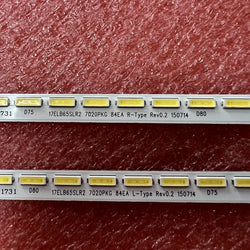 1731 D75 17ELB65SLR2 7020PKG 84EA R-Type Rev0.2 150714 D80
1731 D80 17ELB65SLR2 7020PKG 84EA L-Type Rev0.2 150714 D75